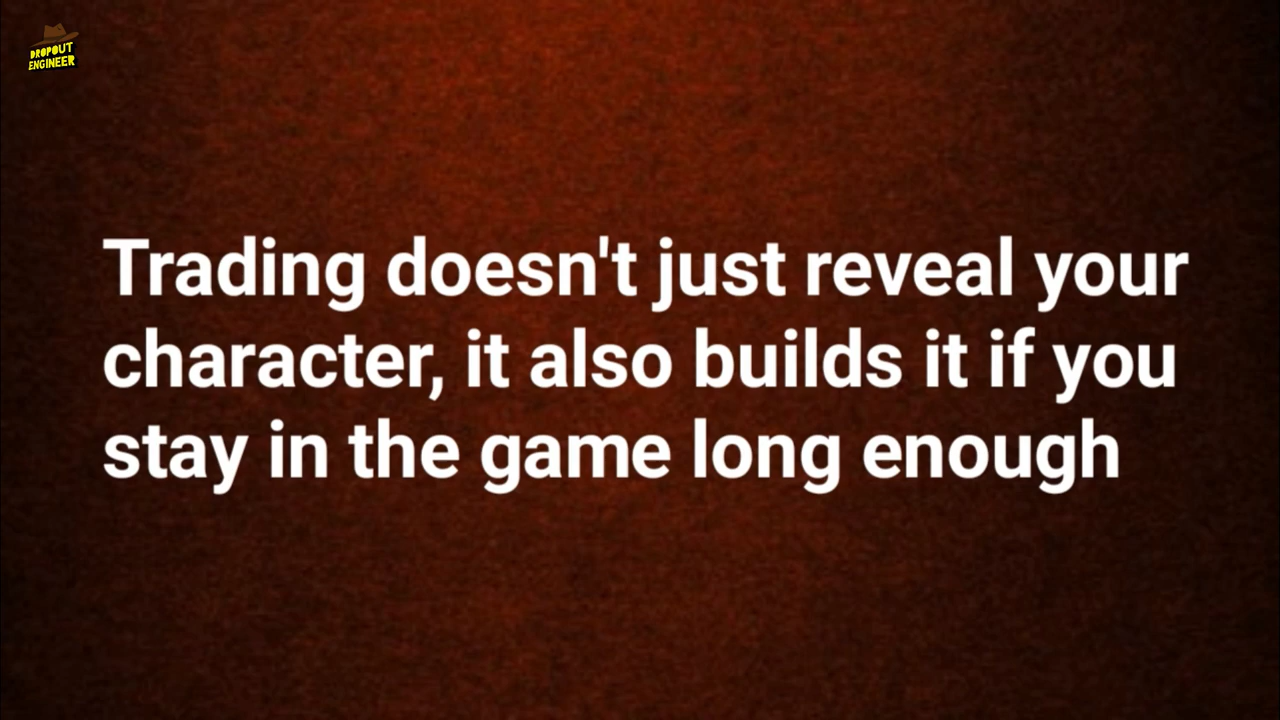 DROPOUT
ENGINEER
Trading doesn't just reveal your
character, it also builds it if you
stay in the game long enough